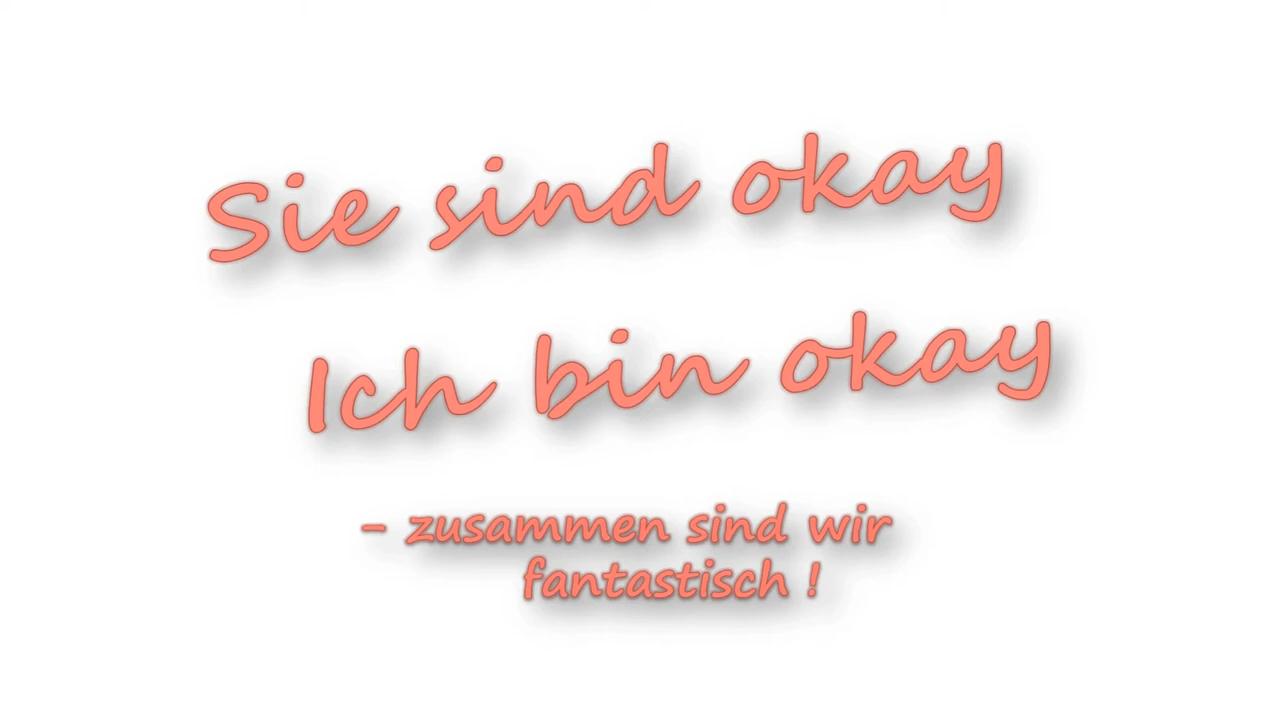 Sie sind okay
Ich bin okay
- zusammen sind wir
fantastisch !